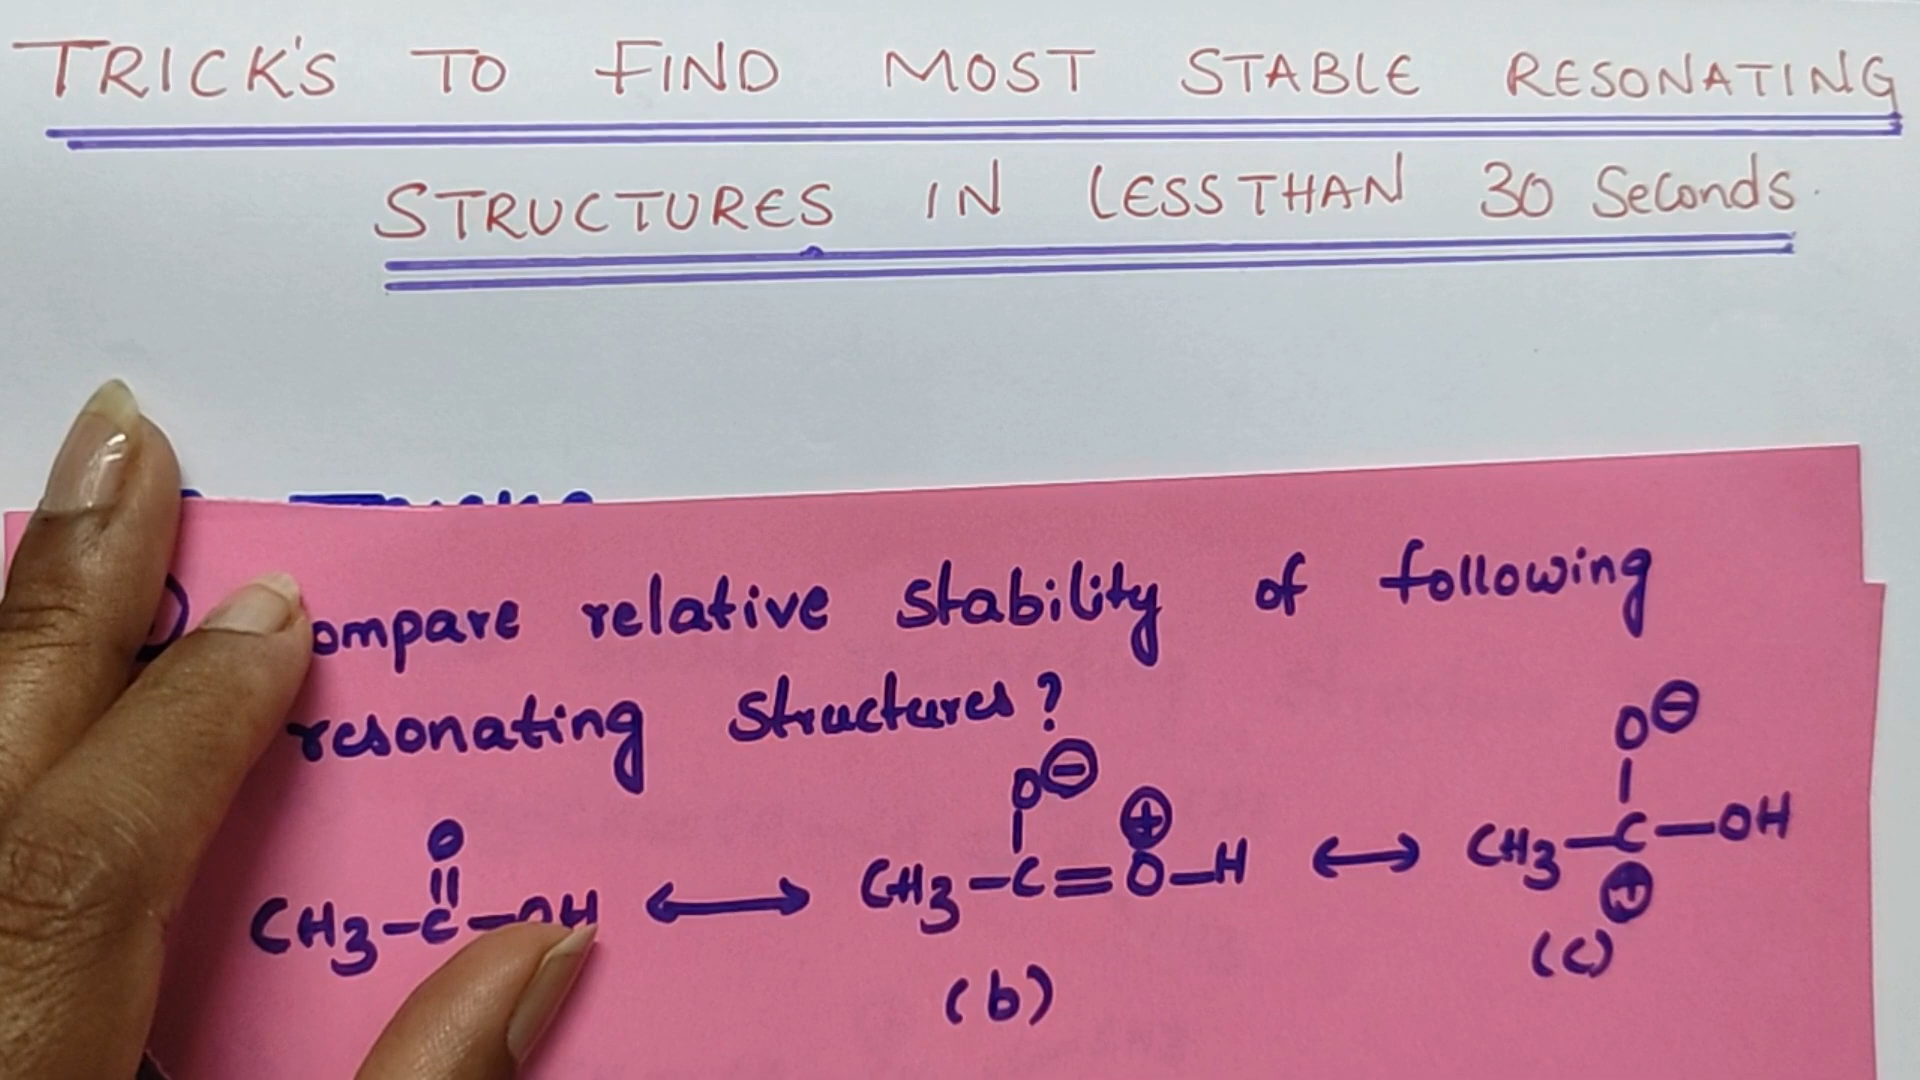 TRICK'S TO FIND MOST STABLE RESONATING
STRUCTURES IN LESS THAN 30 Seconds.
relative stability of following
resonating structures?
O⊖
O⊖ ⊕
O
||
CH3-C-OH ⟷ CH3-C=O-H ⟷ CH3-C-OH
⊕
(b) (c)